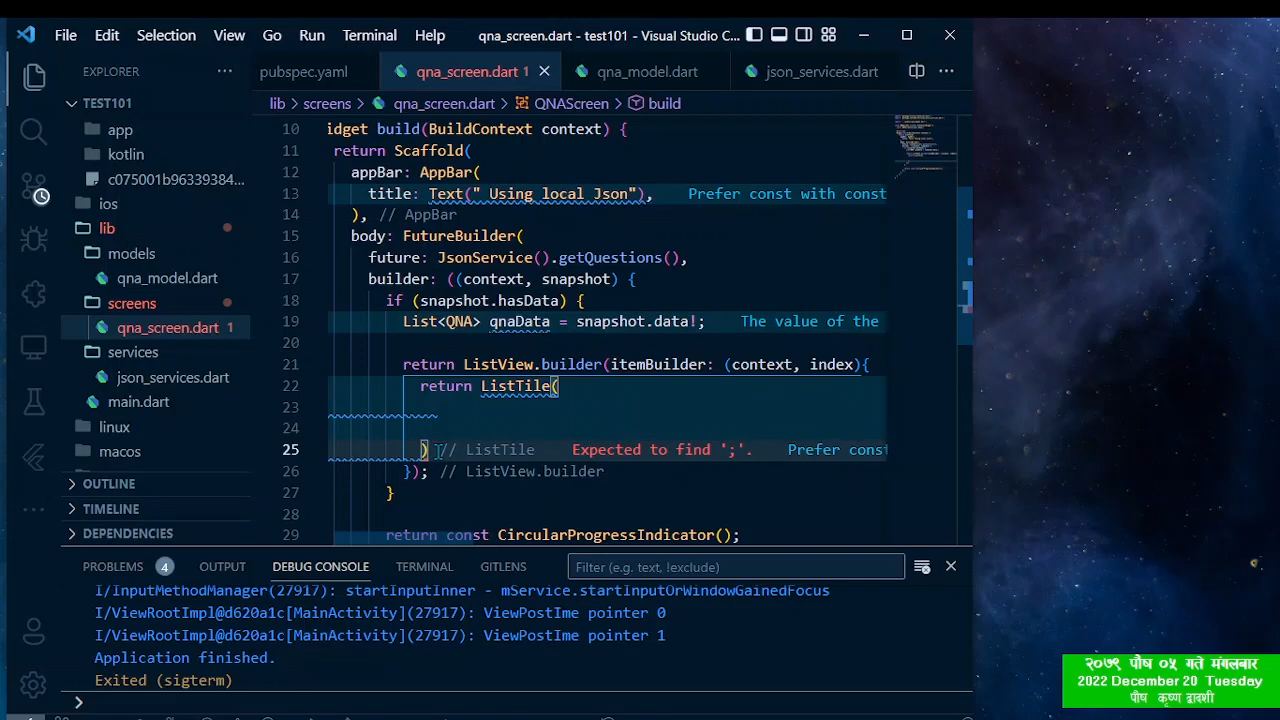 File Edit Selection View Go Run Terminal Help qna_screen.dart - test101 - Visual Studio C...
EXPLORER
pubspec.yaml qna_screen.dart 1 qna_model.dart json_services.dart
TEST101
lib > screens > qna_screen.dart > QNAScreen > build
app
kotlin
c075001b96339384...
ios
lib
models
qna_model.dart
screens
qna_screen.dart 1
services
json_services.dart
main.dart
linux
macos
OUTLINE
TIMELINE
DEPENDENCIES
10 idget build(BuildContext context) {
11 return Scaffold(
12 appBar: AppBar(
13 title: Text(" Using local Json"), Prefer const with const
14 ), // AppBar
15 body: FutureBuilder(
16 future: JsonService().getQuestions(),
17 builder: ((context, snapshot) {
18 if (snapshot.hasData) {
19 List<QNA> qnaData = snapshot.data!; The value of the
20
21 return ListView.builder(itemBuilder: (context, index){
22 return ListTile(
23
24
25 ) // ListTile Expected to find ';'. Prefer const
26 }); // ListView.builder
27 }
28
29 return const CircularProgressIndicator();
PROBLEMS 4 OUTPUT DEBUG CONSOLE TERMINAL GITLENS Filter (e.g. text, !exclude)
I/InputMethodManager(27917): startInputInner - mService.startInputOrWindowGainedFocus
I/ViewRootImpl@d620a1c[MainActivity](27917): ViewPostIme pointer 0
I/ViewRootImpl@d620a1c[MainActivity](27917): ViewPostIme pointer 1
Application finished.
Exited (sigterm)
>
२०७९ पौष ०५ गते मंगलबार
2022 December 20 Tuesday
पौष कृष्ण द्वादशी